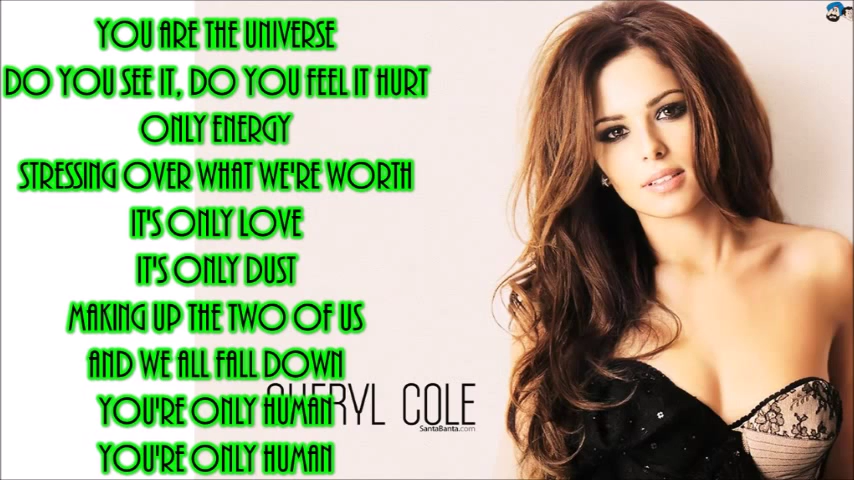 YOU ARE THE UNIVERSE
DO YOU SEE IT, DO YOU FEEL IT HURT
ONLY ENERGY
STRESSING OVER WHAT WE'RE WORTH
IT'S ONLY LOVE
IT'S ONLY DUST
MAKING UP THE TWO OF US
AND WE ALL FALL DOWN
YOU'RE ONLY HUMAN
CHERYL COLE
SantaBanta.com
YOU'RE ONLY HUMAN